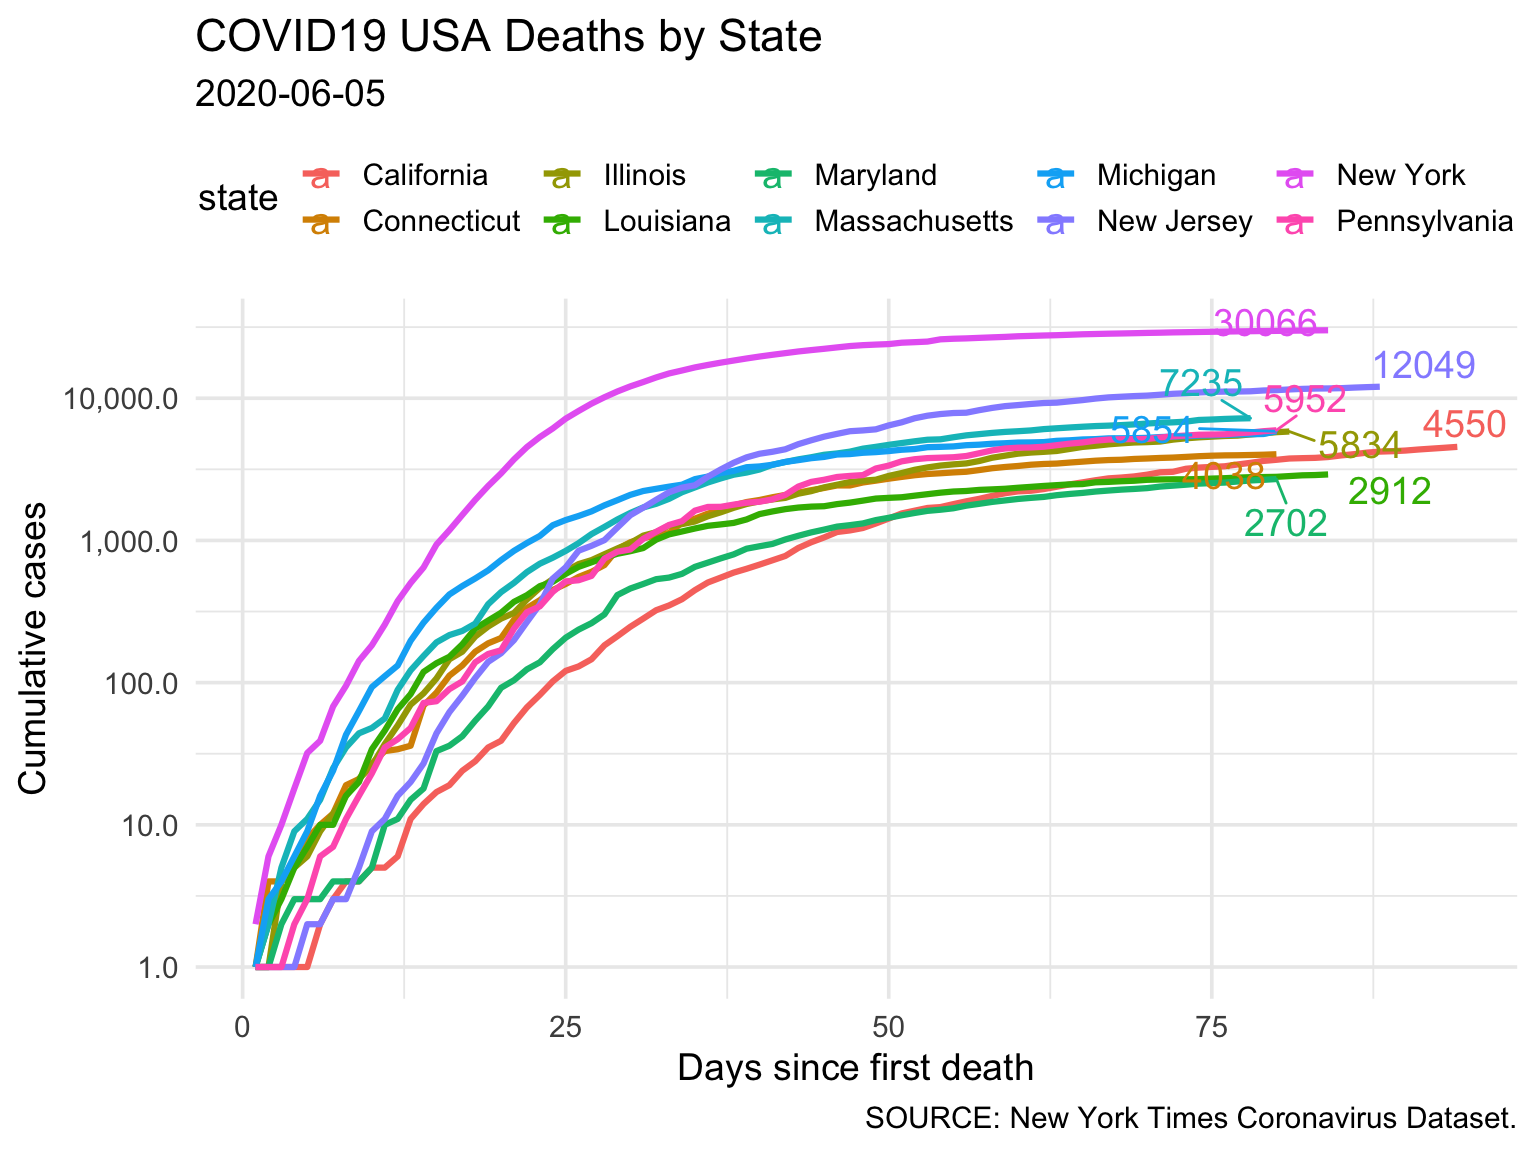 COVID19 USA Deaths by State
2020-06-05
state
a California a Illinois a Maryland a Michigan a New York
a Connecticut a Louisiana a Massachusetts a New Jersey a Pennsylvania
30066
12049
7235
5952
4550
5854
5834
4038
2912
2702
10,000.0
1,000.0
100.0
10.0
1.0
Cumulative cases
0 25 50 75
Days since first death
SOURCE: New York Times Coronavirus Dataset.